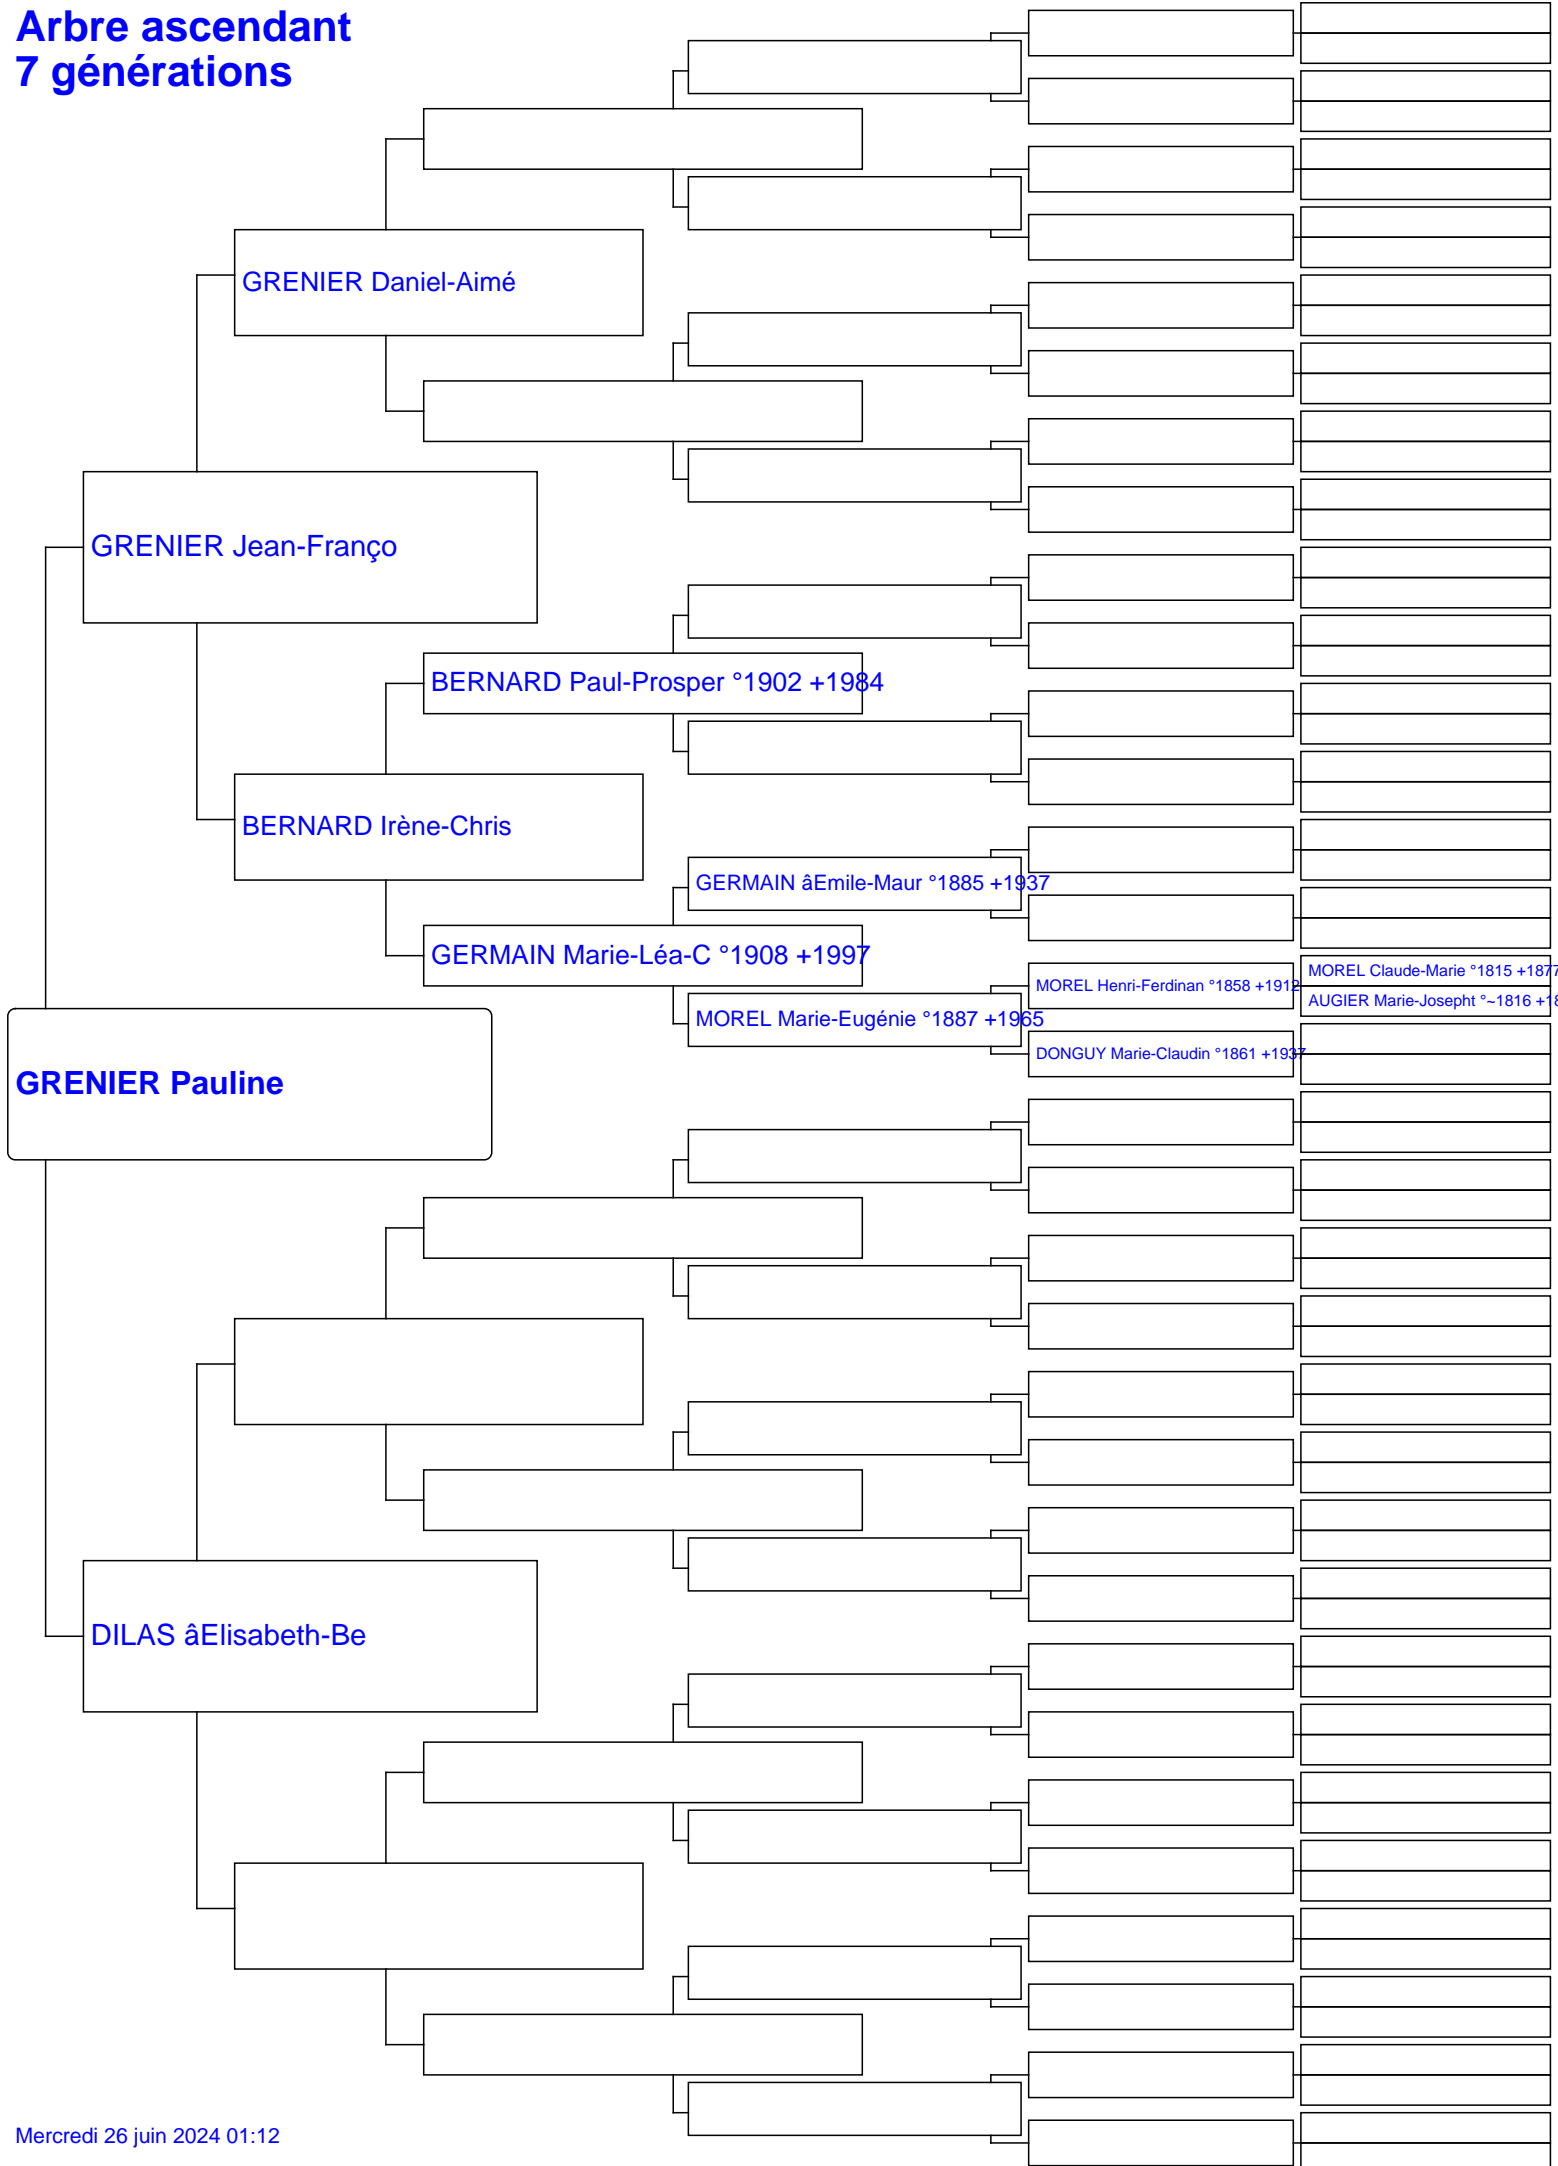 Arbre ascendant
7 générations
GRENIER Daniel-Aimé
GRENIER Jean-Franço
BERNARD Paul-Prosper °1902 +1984
BERNARD Irène-Chris
GERMAIN âEmile-Maur °1885 +1937
GERMAIN Marie-Léa-C °1908 +1997
MOREL Claude-Marie °1815 +1877
MOREL Henri-Ferdinan °1858 +1912
AUGIER Marie-Josepht °~1816 +18
MOREL Marie-Eugénie °1887 +1965
DONGUY Marie-Claudin °1861 +1937
GRENIER Pauline
DILAS âElisabeth-Be
Mercredi 26 juin 2024 01:12